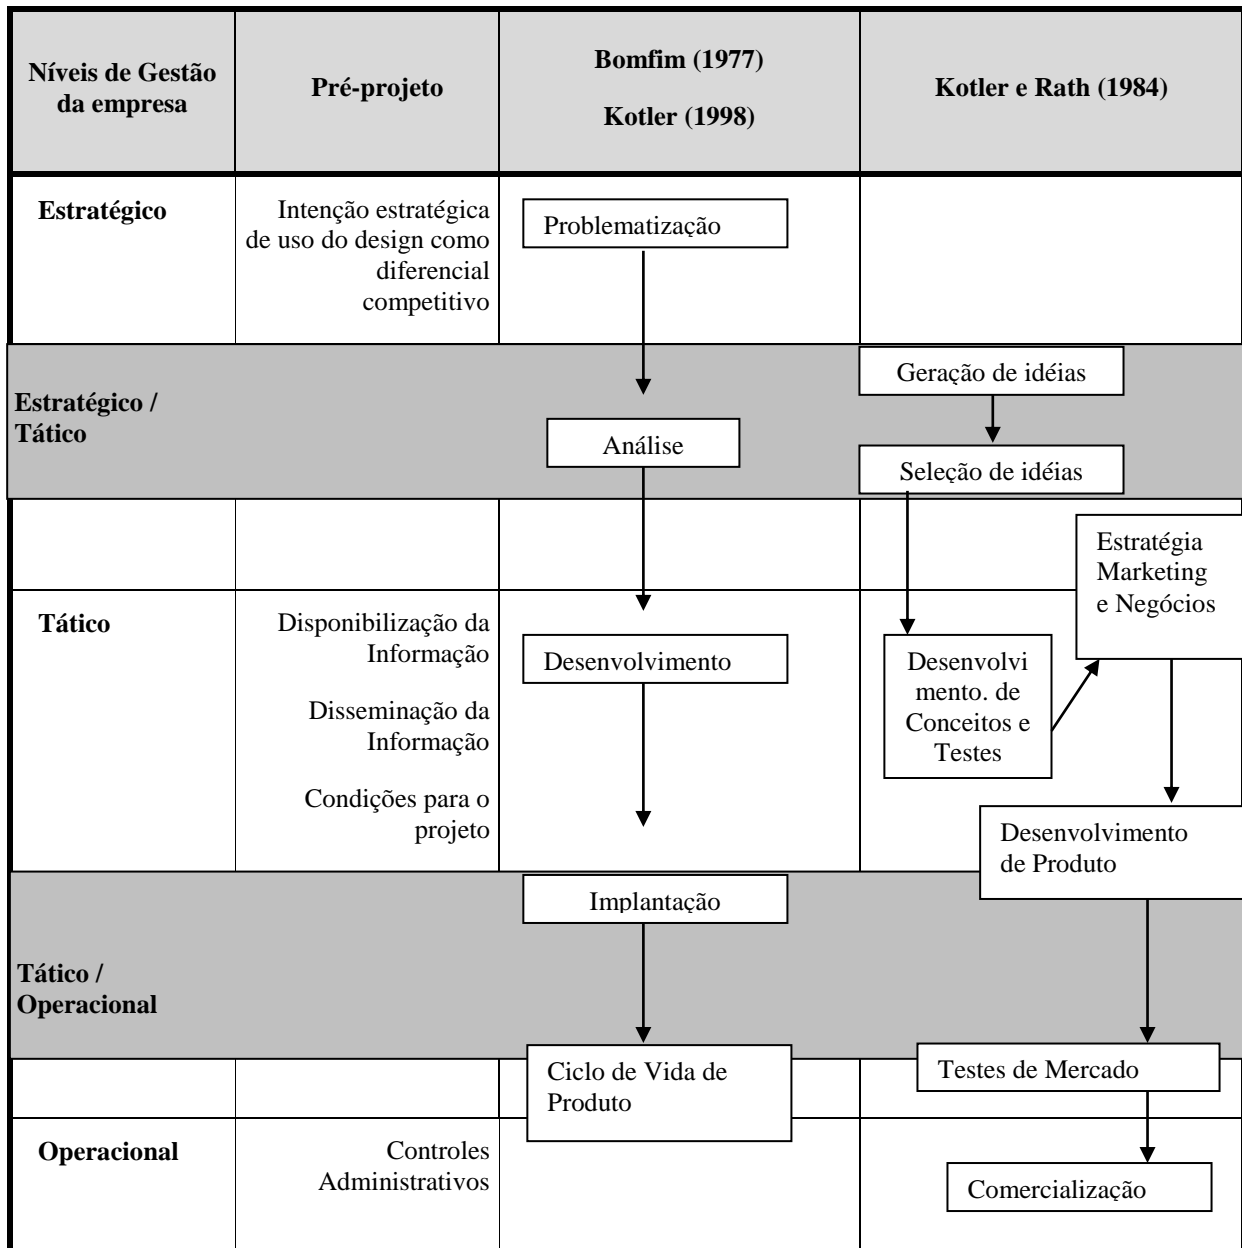 Níveis de Gestão
da empresa
Pré-projeto
Bomfim (1977)
Kotler (1998)
Kotler e Rath (1984)
Estratégico
Intenção estratégica
de uso do design como
diferencial
competitivo
Problematização
Estratégico /
Tático
Análise
Geração de idéias
Seleção de idéias
Estratégia
Marketing
e Negócios
Tático
Disponibilização da
Informação
Disseminação da
Informação
Condições para o
projeto
Desenvolvimento
Desenvolvi
mento. de
Conceitos e
Testes
Desenvolvimento
de Produto
Tático /
Operacional
Implantação
Ciclo de Vida de
Produto
Testes de Mercado
Operacional
Controles
Administrativos
Comercialização